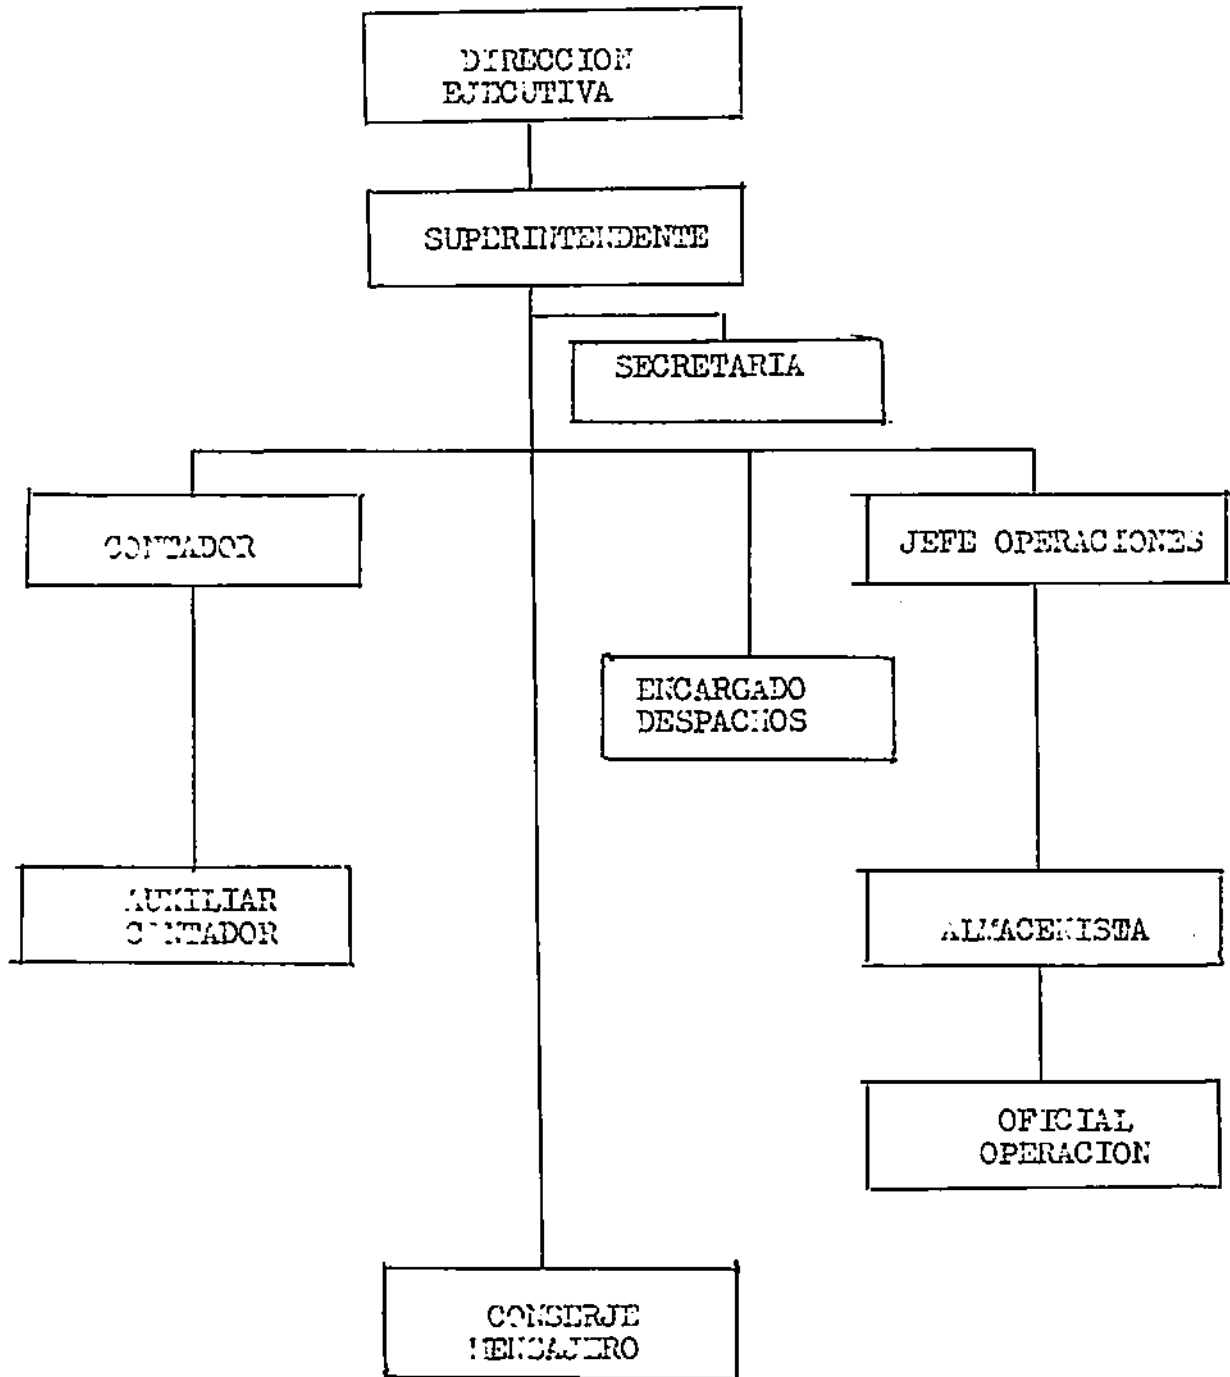 DIRECCION
EJECUTIVA
SUPERINTENDENTE
SECRETARIA
CONTADOR
JEFE OPERACIONES
ENCARGADO
DESPACHOS
AUXILIAR
CONTADOR
ALMACENISTA
OFICIAL
OPERACION
CONSERJE
MENSAJERO